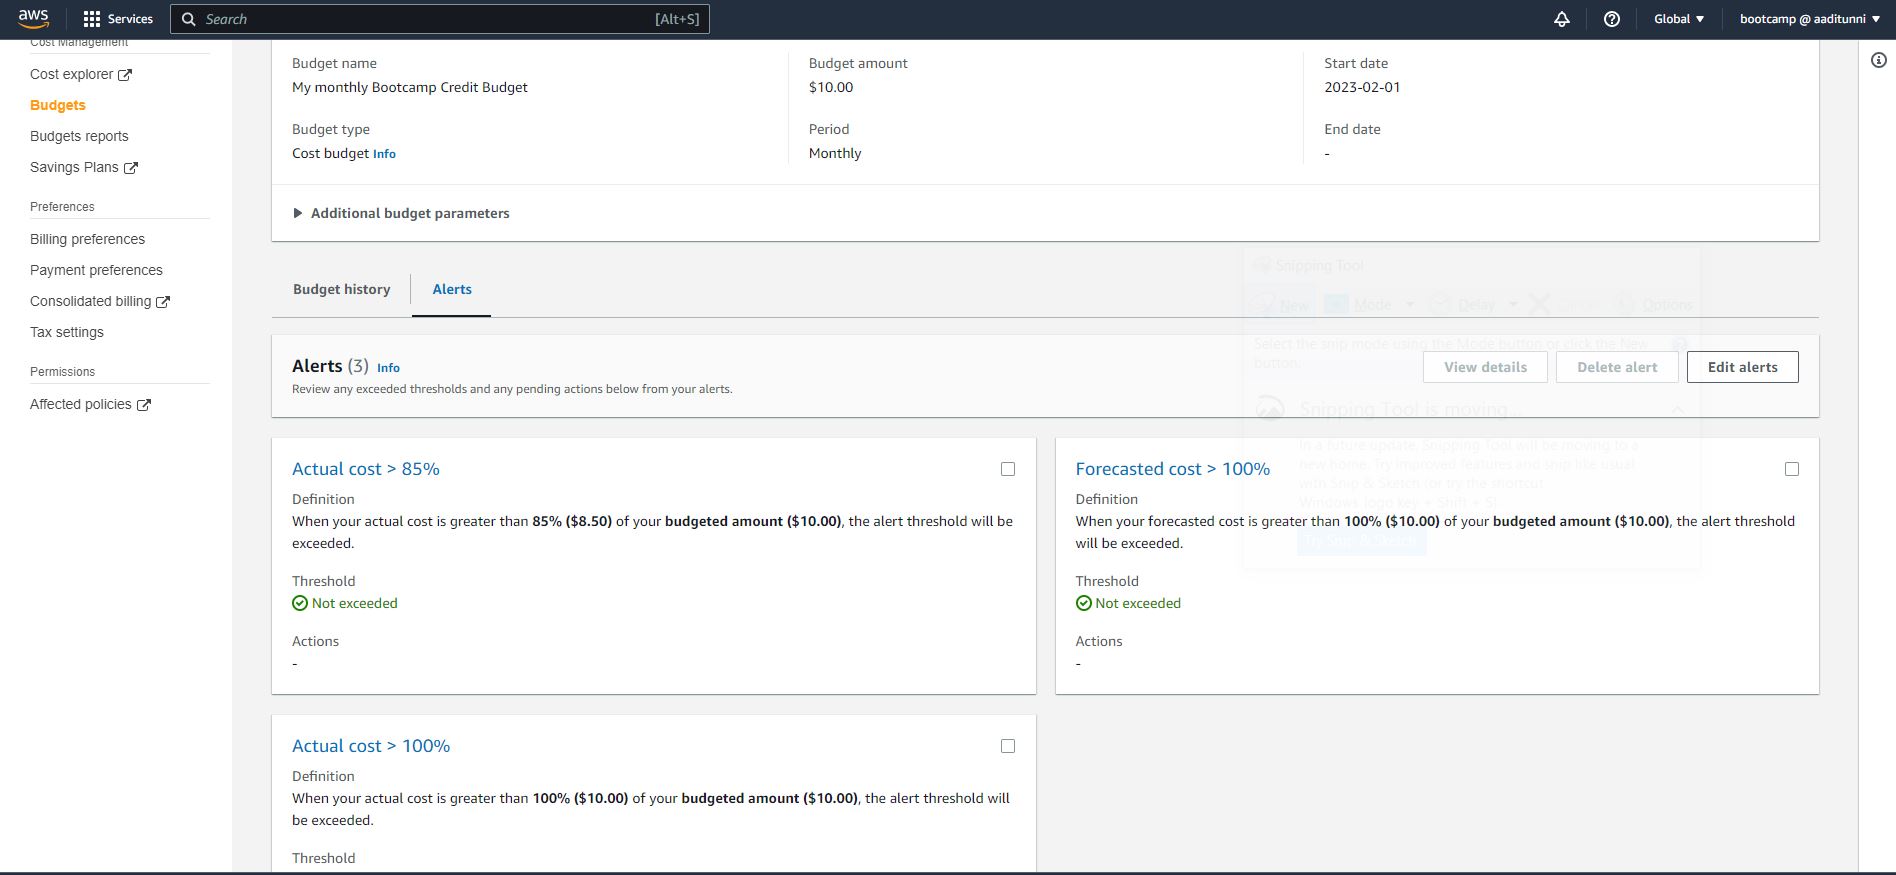 aws
Services
Search
[Alt+S]
Global
bootcamp @ aaditunni
Cost Management
Cost explorer
Budgets
Budgets reports
Savings Plans
Preferences
Billing preferences
Payment preferences
Consolidated billing
Tax settings
Permissions
Affected policies
Budget name
My monthly Bootcamp Credit Budget
Budget type
Cost budget Info
Budget amount
$10.00
Period
Monthly
Start date
2023-02-01
End date
-
Additional budget parameters
Budget history
Alerts
Alerts (3) Info
Review any exceeded thresholds and any pending actions below from your alerts.
View details
Delete alert
Edit alerts
Snipping Tool
New
Mode
Delay
Cancel
Options
Select the snip mode using the Mode button or click the New
button.
Snipping Tool is moving...
In a future update, Snipping Tool will be moving to a
new home. Try improved features and snip like usual
with Snip & Sketch (or try the shortcut
Windows logo key + Shift + S).
Try Snip & Sketch
Actual cost > 85%
Definition
When your actual cost is greater than 85% ($8.50) of your budgeted amount ($10.00), the alert threshold will be
exceeded.
Threshold
Not exceeded
Actions
-
Forecasted cost > 100%
Definition
When your forecasted cost is greater than 100% ($10.00) of your budgeted amount ($10.00), the alert threshold
will be exceeded.
Threshold
Not exceeded
Actions
-
Actual cost > 100%
Definition
When your actual cost is greater than 100% ($10.00) of your budgeted amount ($10.00), the alert threshold will
be exceeded.
Threshold